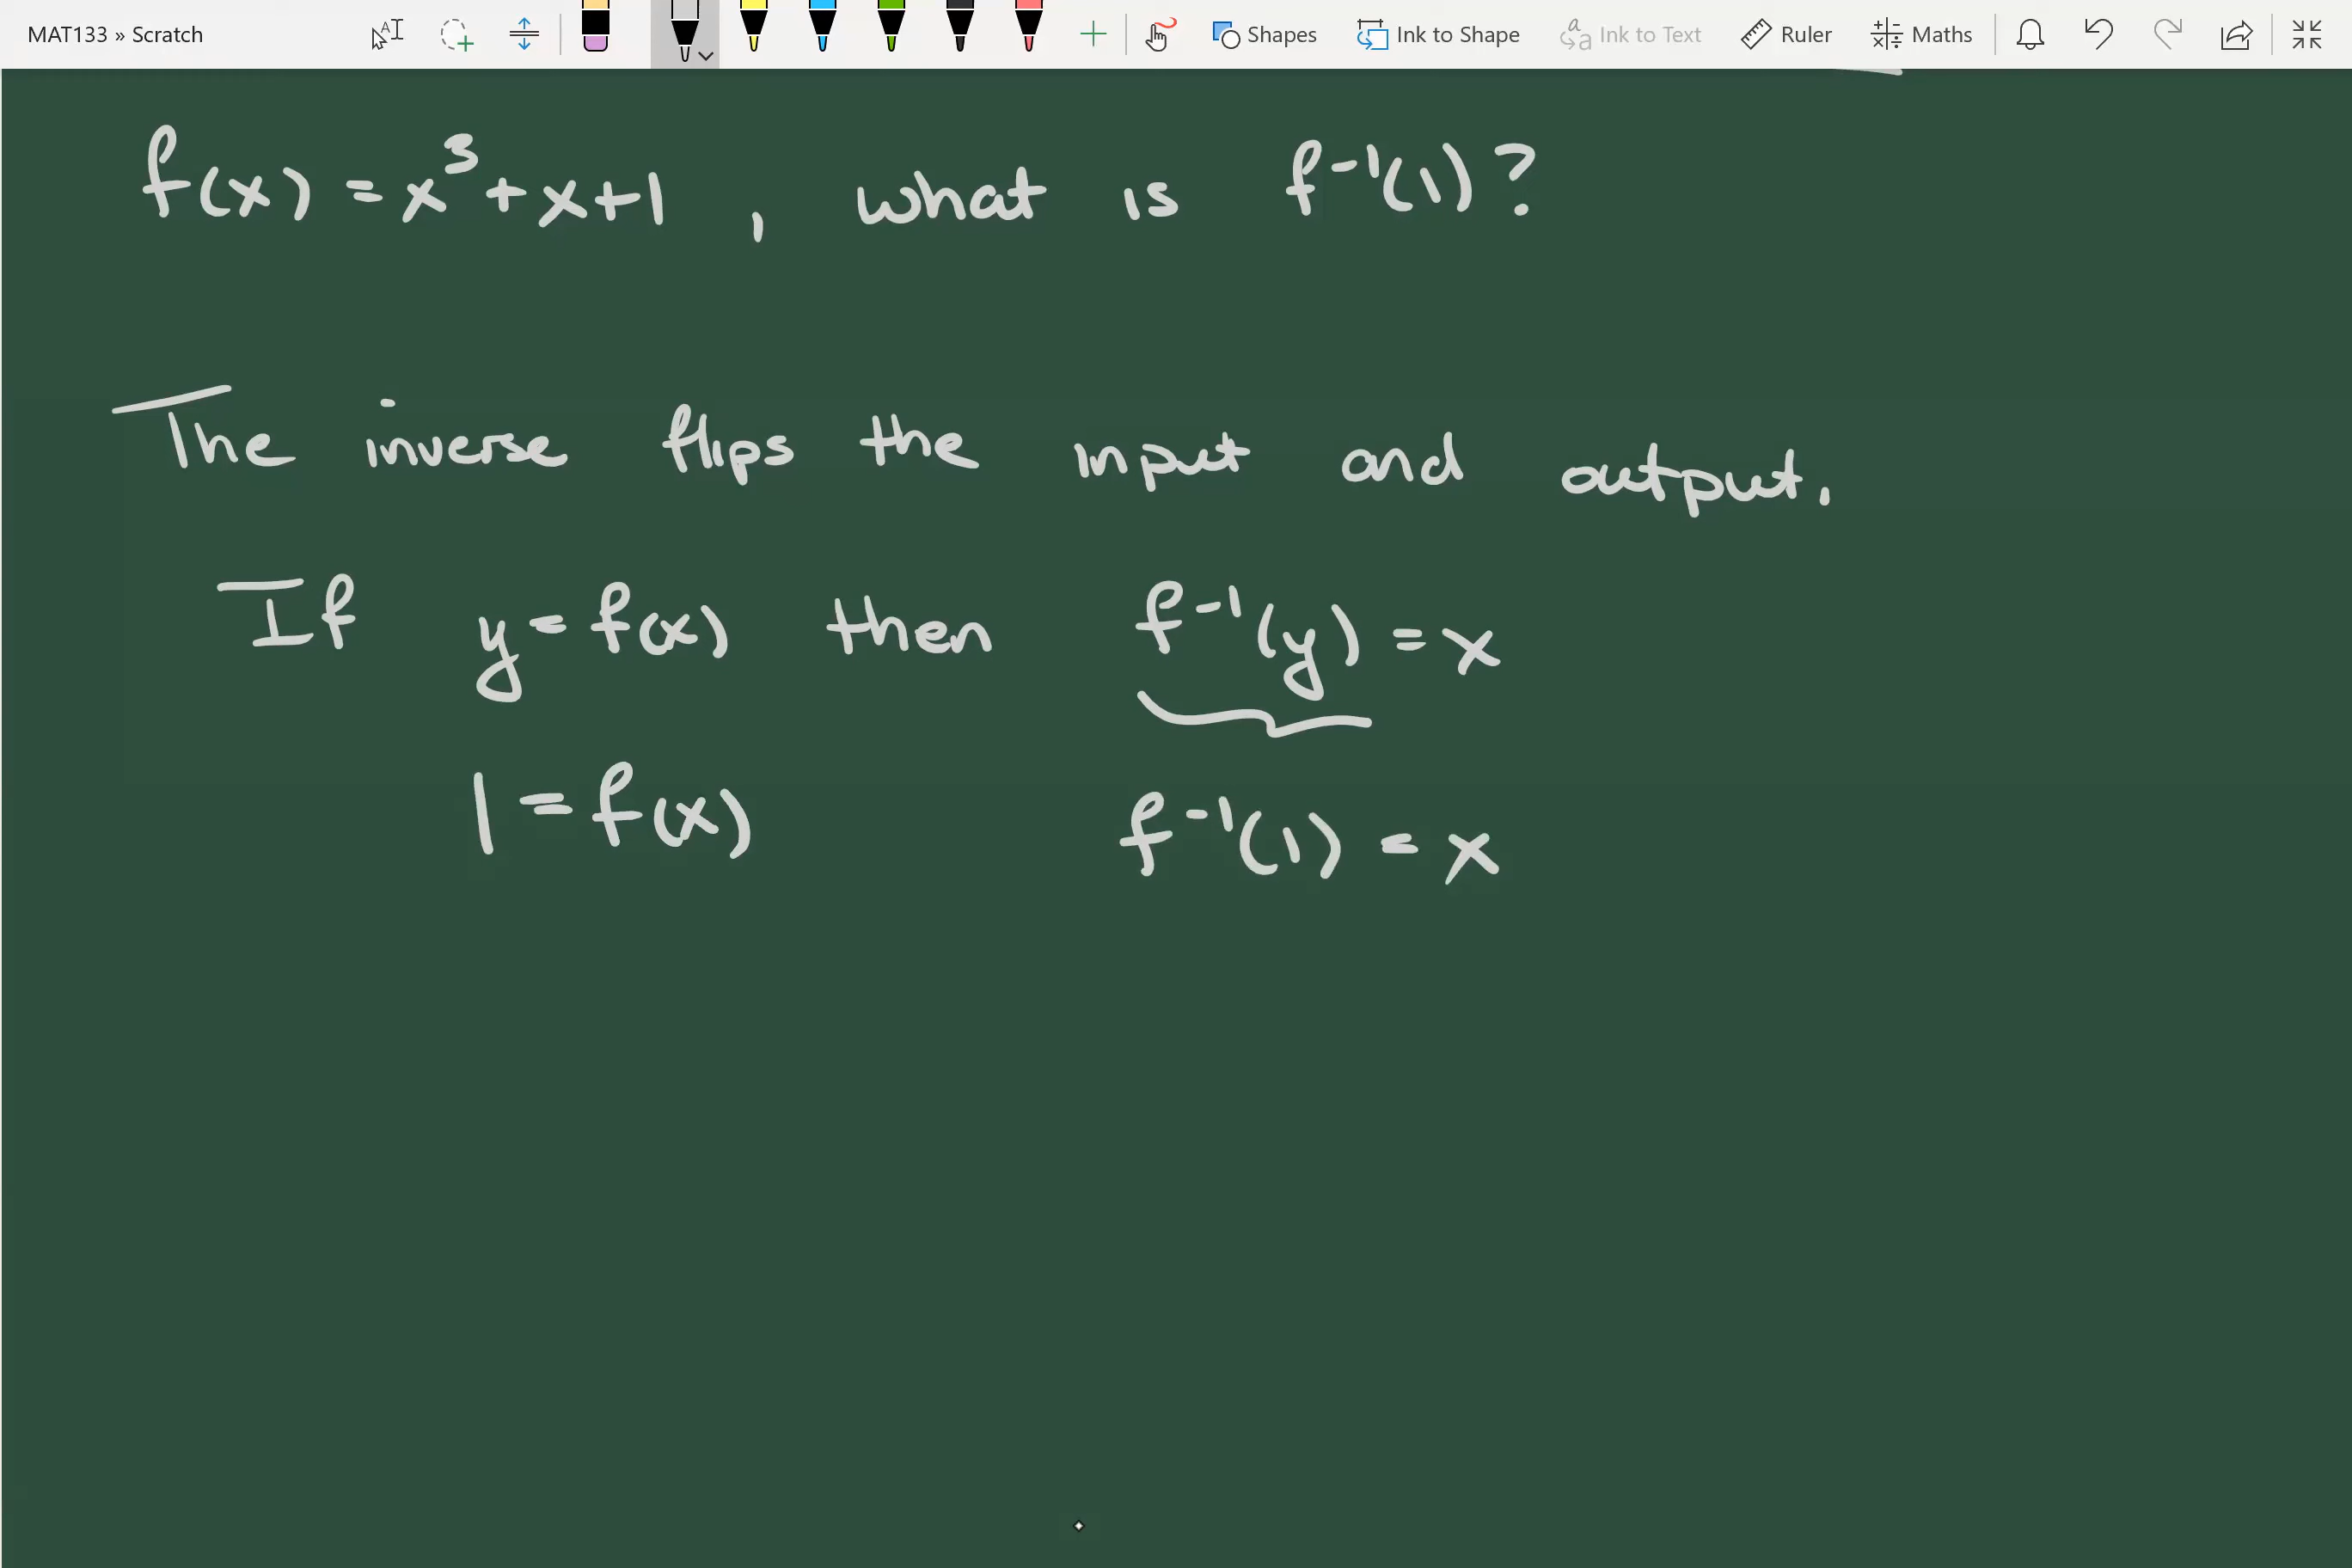 MAT133 » Scratch Shapes Ink to Shape Ink to Text Ruler Maths
f(x) = x³ + x + 1 , what is f⁻¹(1)?
The inverse flips the input and output.
If y = f(x) then f⁻¹(y) = x
1 = f(x) f⁻¹(1) = x